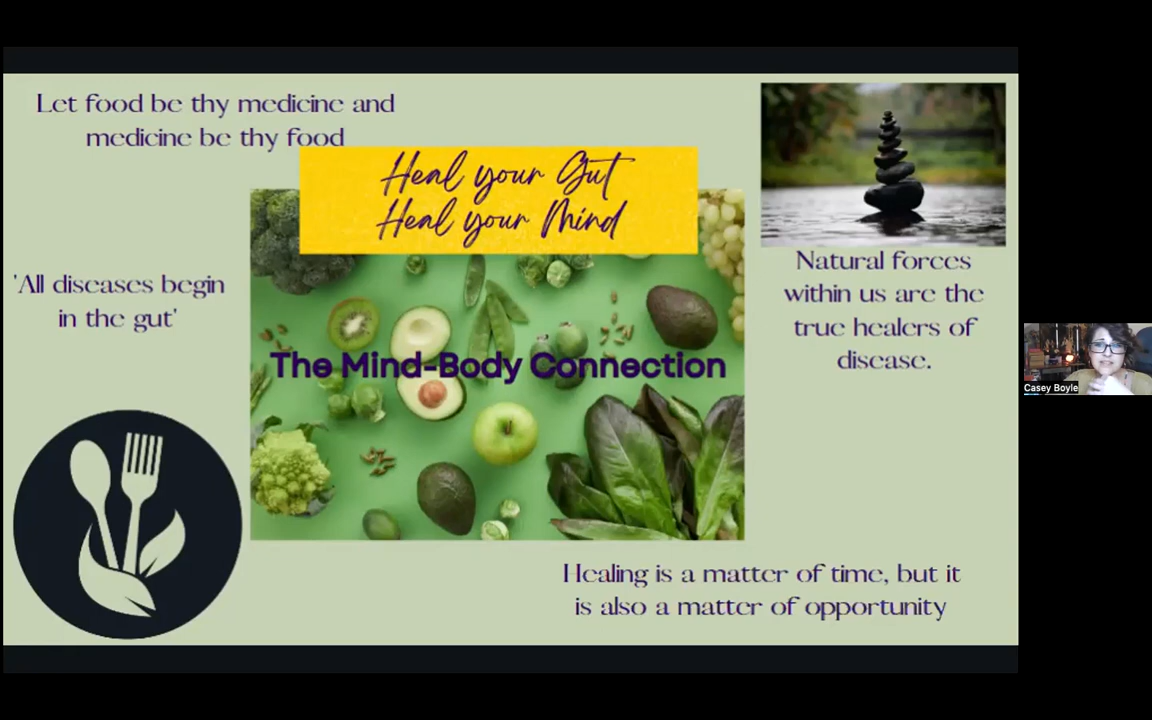 Let food be thy medicine and
medicine be thy food
Heal your Gut
Heal your Mind
'All diseases begin
in the gut'
The Mind-Body Connection
Natural forces
within us are the
true healers of
disease.
Casey Boyle
Healing is a matter of time, but it
is also a matter of opportunity